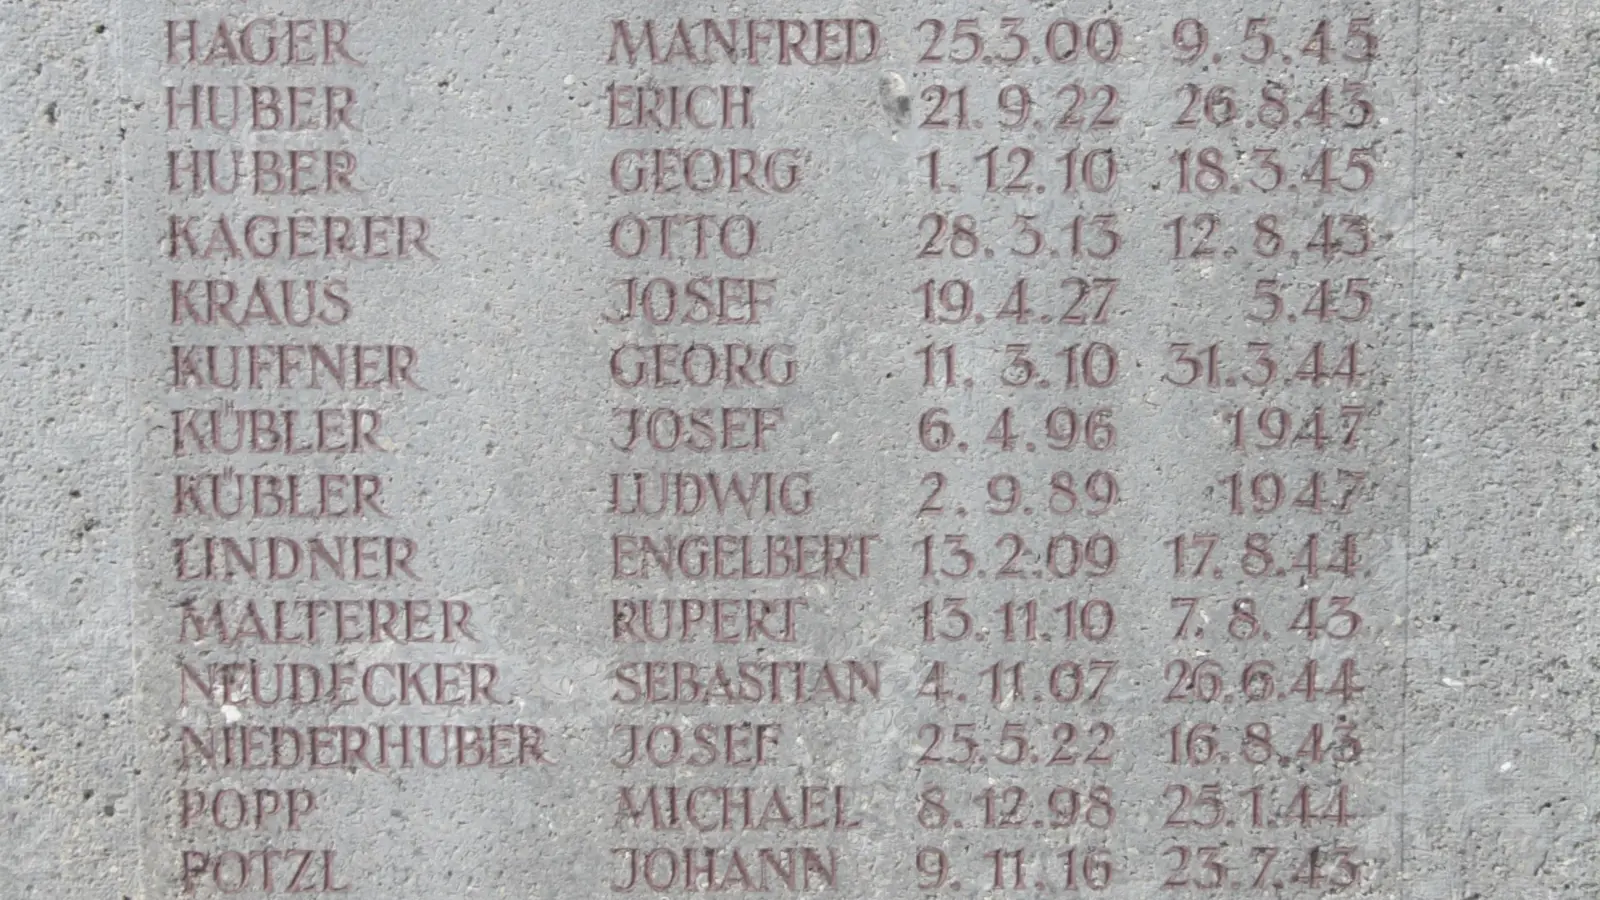 HAGER MANFRED 25.3.00 9.5.45
HUBER ERICH 21.9.22 26.8.43
HUBER GEORG 1.12.10 18.3.45
KAGERER OTTO 28.3.13 12.8.43
KRAUS JOSEF 19.4.27 5.45
KUFFNER GEORG 11.3.10 31.3.44
KÜBLER JOSEF 6.4.96 1947
KÜBLER LUDWIG 2.9.89 1947
LINDNER ENGELBERT 13.2.09 17.8.44
MALTERER RUPERT 13.11.10 7.8.43
NEUDECKER SEBASTIAN 4.11.07 26.6.44
NIEDERHUBER JOSEF 25.5.22 16.8.43
POPP MICHAEL 8.12.98 25.1.44
POTZL JOHANN 9.11.16 23.7.43